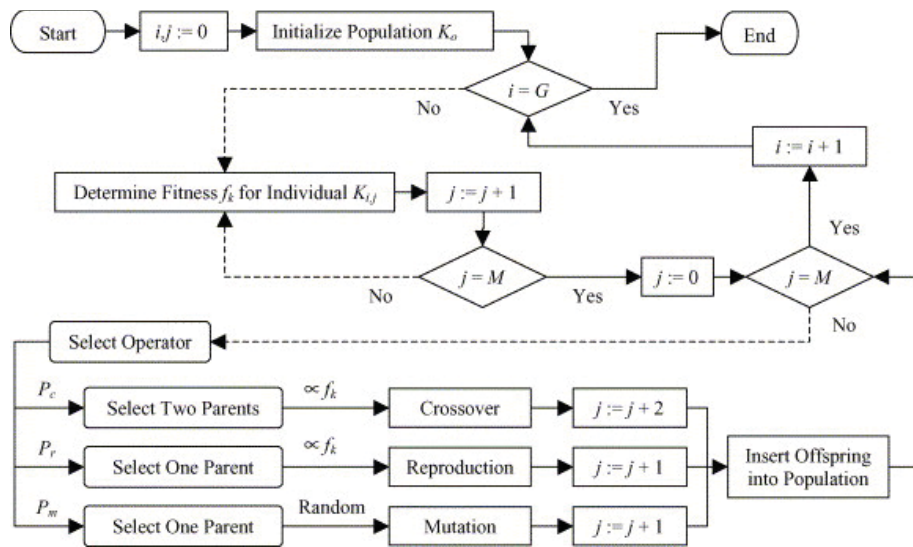 Start
i,j := 0
Initialize Population Ko
End
i = G
No
Yes
i := i + 1
Determine Fitness fk for Individual Ki,j
j := j + 1
Yes
j = M
j := 0
j = M
No
Yes
No
Select Operator
Pc
Select Two Parents
∝ fk
Crossover
j := j + 2
Pr
Select One Parent
∝ fk
Reproduction
j := j + 1
Insert Offspring
into Population
Pm
Select One Parent
Random
Mutation
j := j + 1